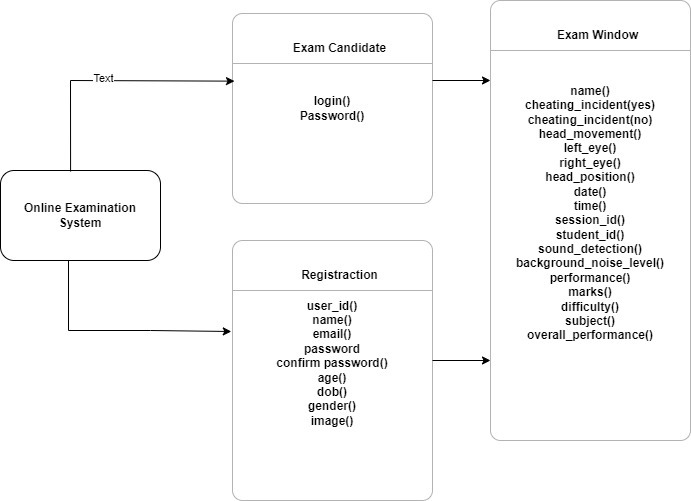 Text
Online Examination
System
Exam Candidate
login()
Password()
Registraction
user_id()
name()
email()
password
confirm password()
age()
dob()
gender()
image()
Exam Window
name()
cheating_incident(yes)
cheating_incident(no)
head_movement()
left_eye()
right_eye()
head_position()
date()
time()
session_id()
student_id()
sound_detection()
background_noise_level()
performance()
marks()
difficulty()
subject()
overall_performance()